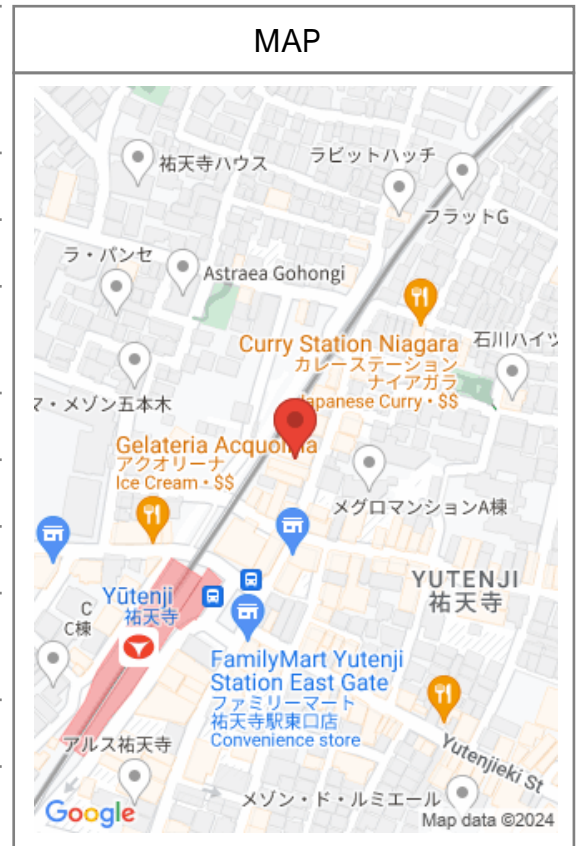 MAP
ラビットハッチ
祐天寺ハウス
フラットG
ラ・パンセ
Astraea Gohongi
Curry Station Niagara
カレーステーション
ナイアガラ
Japanese Curry • $$
石川ハイツ
マ・メゾン五本木
Gelateria Acquolina
アクオリーナ
Ice Cream • $$
メグロマンションA棟
YUTENJI
祐天寺
Yūtenji
祐天寺
C
C棟
FamilyMart Yutenji
Station East Gate
ファミリーマート
祐天寺駅東口店
Convenience store
アルス祐天寺
Yutenjieki St
メゾン・ド・ルミエール
Google
Map data ©2024